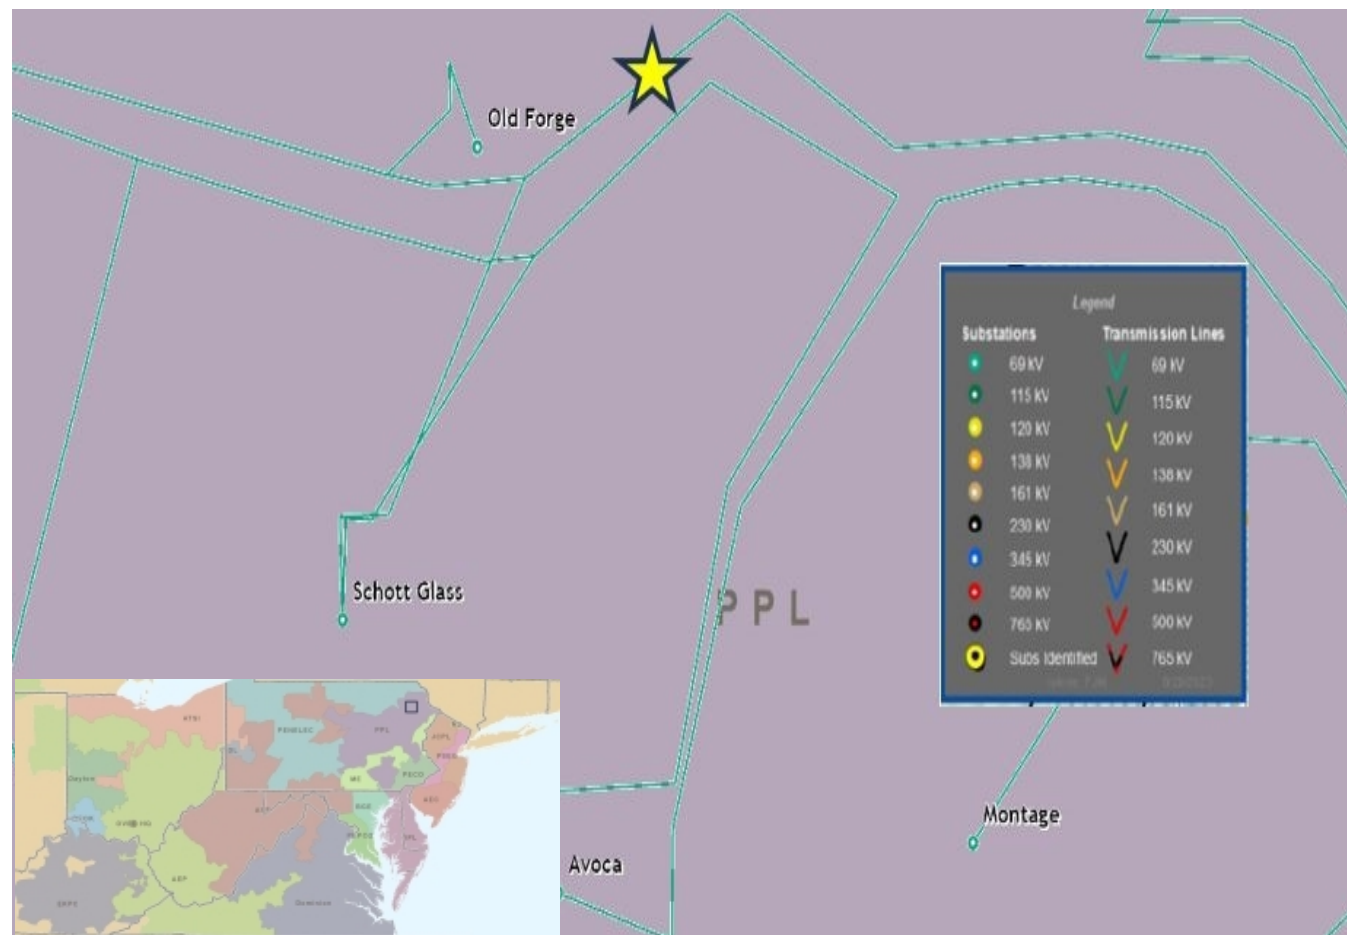 Old Forge
Schott Glass
PPL
Montage
Avoca
Legend
Substations
Transmission Lines
69 kV
69 kV
115 kV
115 kV
120 kV
120 kV
138 kV
138 kV
161 kV
161 kV
230 kV
230 kV
345 kV
345 kV
500 kV
500 kV
765 kV
Subs Identified
765 kV
PENELEC
PPL
Dayton
ME
PECO
AEP
EKPC
Dominion